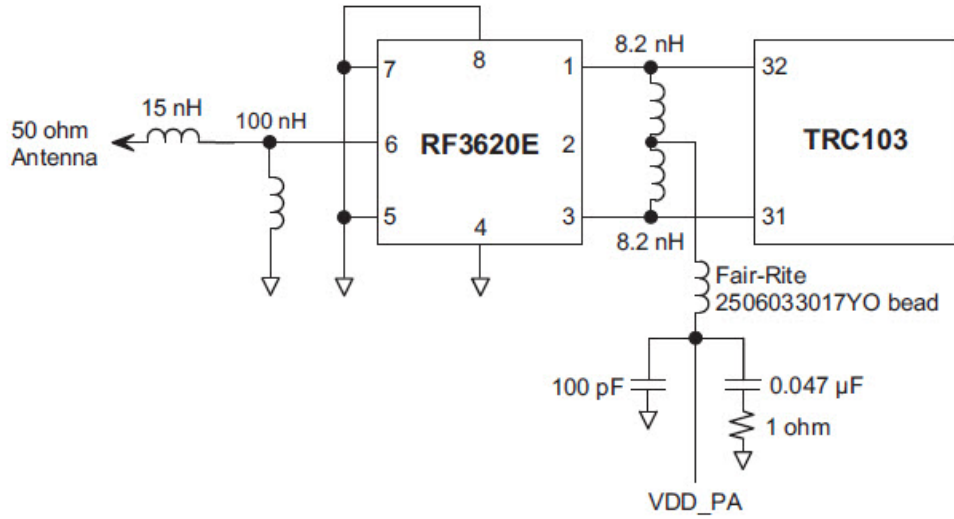 8.2 nH
7
8
1
32
15 nH
100 nH
50 ohm
Antenna
6
RF3620E
2
TRC103
5
4
3
31
8.2 nH
Fair-Rite
2506033017YO bead
100 pF
0.047 µF
1 ohm
VDD_PA